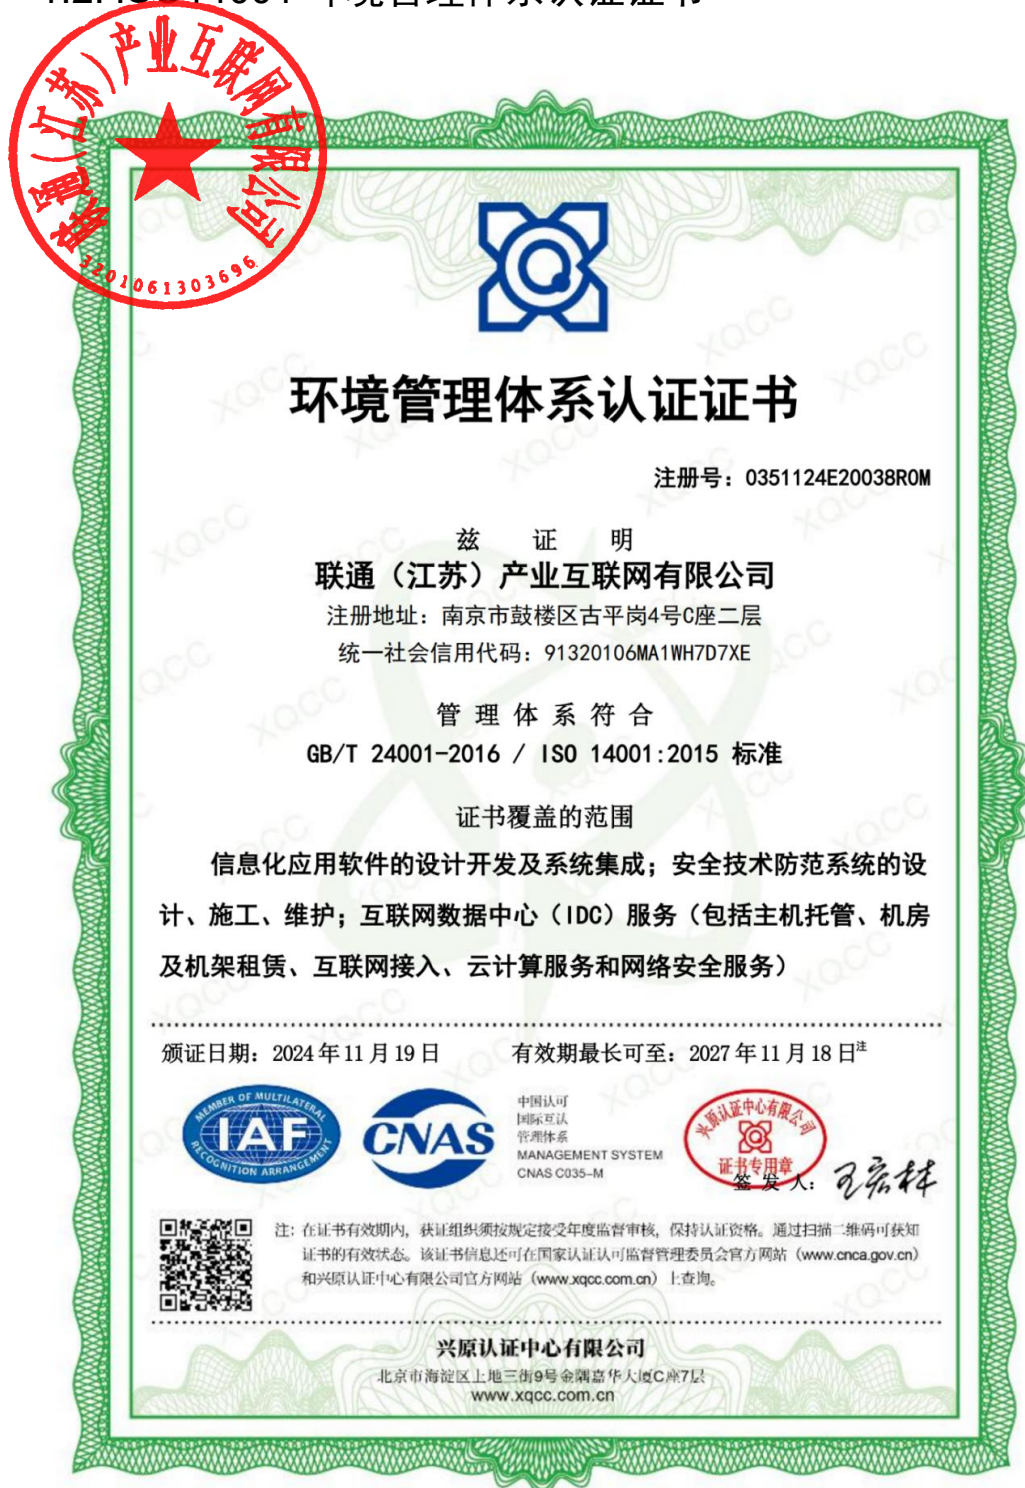 联通（江苏）产业互联网有限公司
3201061303696
环境管理体系认证证书
注册号：0351124E20038R0M
兹 证 明
联通（江苏）产业互联网有限公司
注册地址：南京市鼓楼区古平岗4号C座二层
统一社会信用代码：91320106MA1WH7D7XE
管 理 体 系 符 合
GB/T 24001-2016 / ISO 14001:2015 标准
证书覆盖的范围
信息化应用软件的设计开发及系统集成；安全技术防范系统的设
计、施工、维护；互联网数据中心（IDC）服务（包括主机托管、机房
及机架租赁、互联网接入、云计算服务和网络安全服务）
颁证日期：2024 年 11 月 19 日 有效期最长可至：2027 年 11 月 18 日注
MEMBER OF MULTILATERAL
IAF
RECOGNITION ARRANGEMENT
CNAS
中国认可
国际互认
管理体系
MANAGEMENT SYSTEM
CNAS C035-M
兴原认证中心有限公司
证书专用章
签 发 人：王宏林
注：在证书有效期内，获证组织须按规定接受年度监督审核，保持认证资格。通过扫描二维码可获知
证书的有效状态。该证书信息还可在国家认证认可监督管理委员会官方网站（www.cnca.gov.cn）
和兴原认证中心有限公司官方网站（www.xqcc.com.cn）上查询。
兴原认证中心有限公司
北京市海淀区上地三街9号金隅嘉华大厦C座7层
www.xqcc.com.cn
XQCC